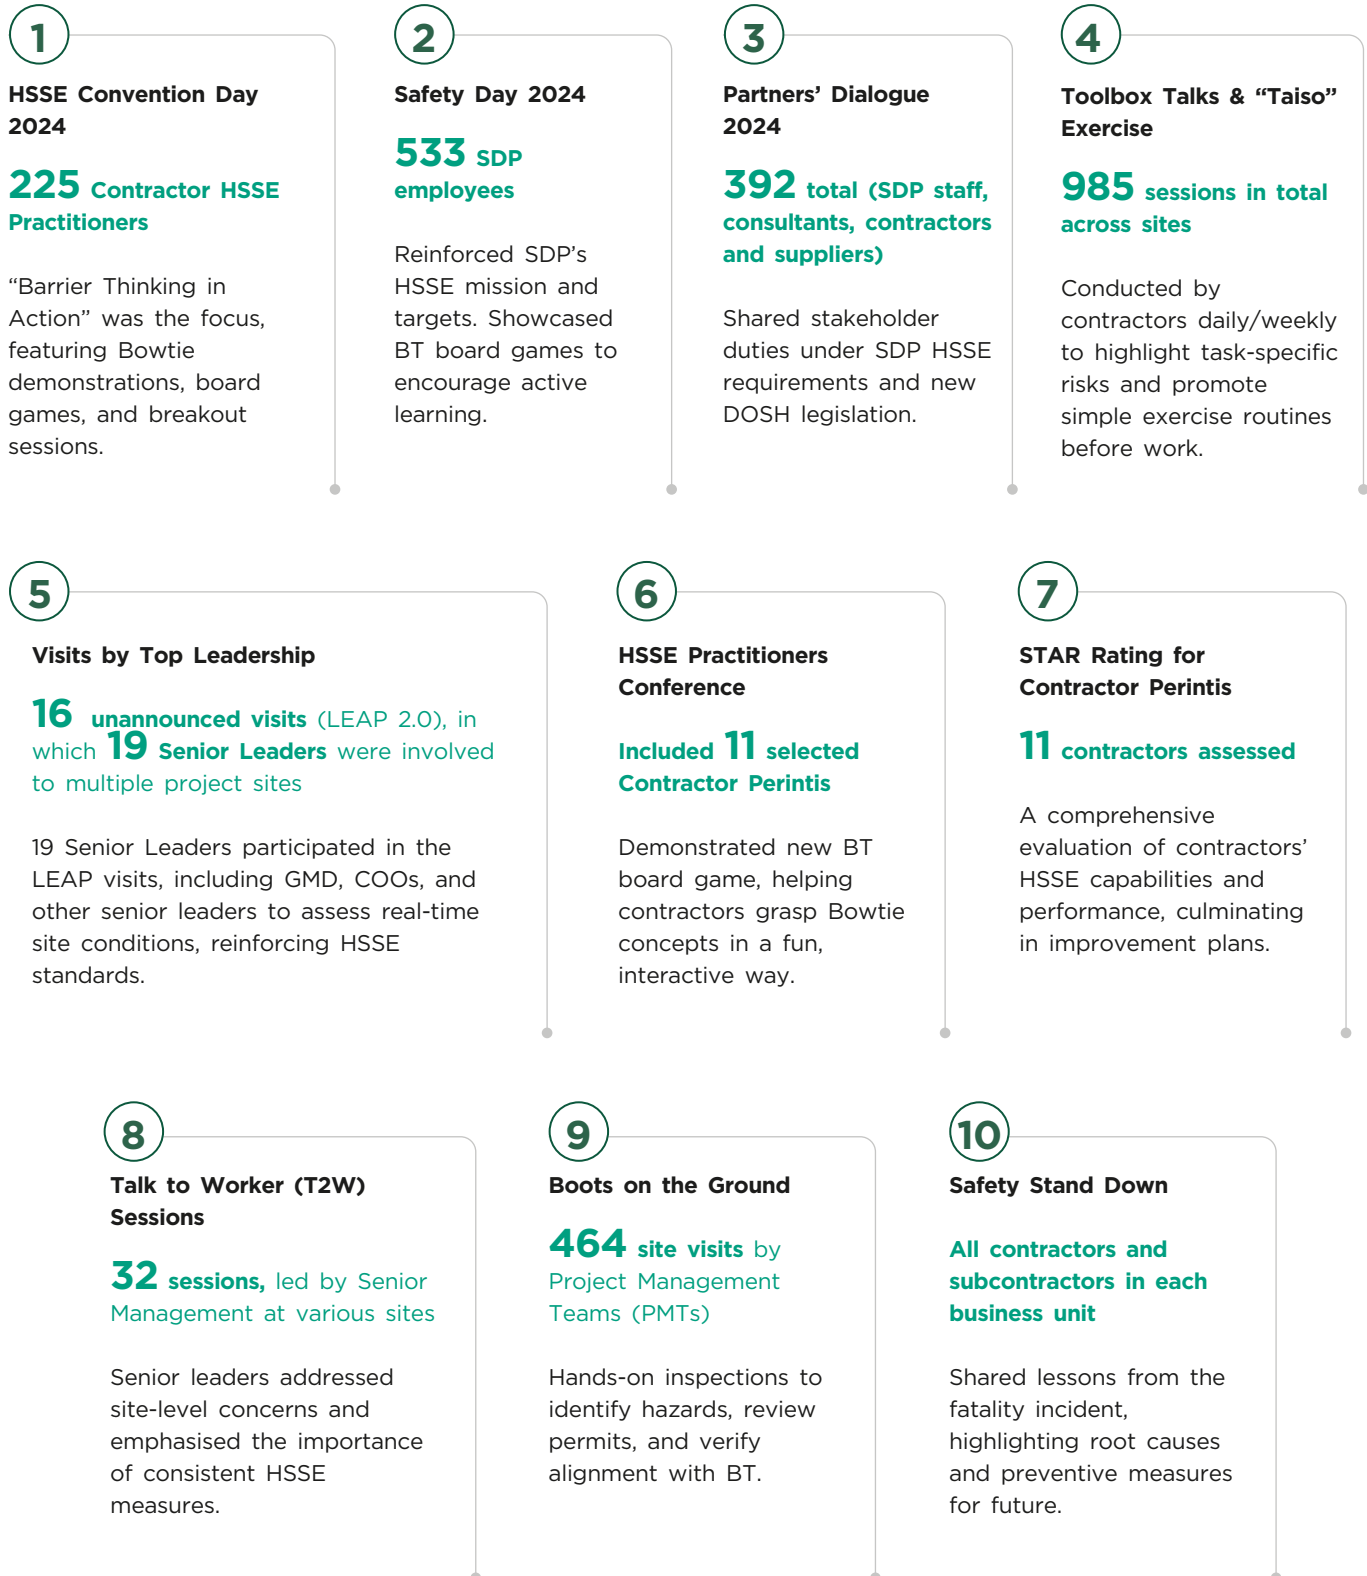 1
HSSE Convention Day
2024
225 Contractor HSSE
Practitioners
“Barrier Thinking in
Action” was the focus,
featuring Bowtie
demonstrations, board
games, and breakout
sessions.
2
Safety Day 2024
533 SDP
employees
Reinforced SDP’s
HSSE mission and
targets. Showcased
BT board games to
encourage active
learning.
3
Partners’ Dialogue
2024
392 total (SDP staff,
consultants, contractors
and suppliers)
Shared stakeholder
duties under SDP HSSE
requirements and new
DOSH legislation.
4
Toolbox Talks & “Taiso”
Exercise
985 sessions in total
across sites
Conducted by
contractors daily/weekly
to highlight task-specific
risks and promote
simple exercise routines
before work.
5
Visits by Top Leadership
16 unannounced visits (LEAP 2.0), in
which 19 Senior Leaders were involved
to multiple project sites
19 Senior Leaders participated in the
LEAP visits, including GMD, COOs, and
other senior leaders to assess real-time
site conditions, reinforcing HSSE
standards.
6
HSSE Practitioners
Conference
Included 11 selected
Contractor Perintis
Demonstrated new BT
board game, helping
contractors grasp Bowtie
concepts in a fun,
interactive way.
7
STAR Rating for
Contractor Perintis
11 contractors assessed
A comprehensive
evaluation of contractors’
HSSE capabilities and
performance, culminating
in improvement plans.
8
Talk to Worker (T2W)
Sessions
32 sessions, led by Senior
Management at various sites
Senior leaders addressed
site-level concerns and
emphasised the importance
of consistent HSSE
measures.
9
Boots on the Ground
464 site visits by
Project Management
Teams (PMTs)
Hands-on inspections to
identify hazards, review
permits, and verify
alignment with BT.
10
Safety Stand Down
All contractors and
subcontractors in each
business unit
Shared lessons from the
fatality incident,
highlighting root causes
and preventive measures
for future.